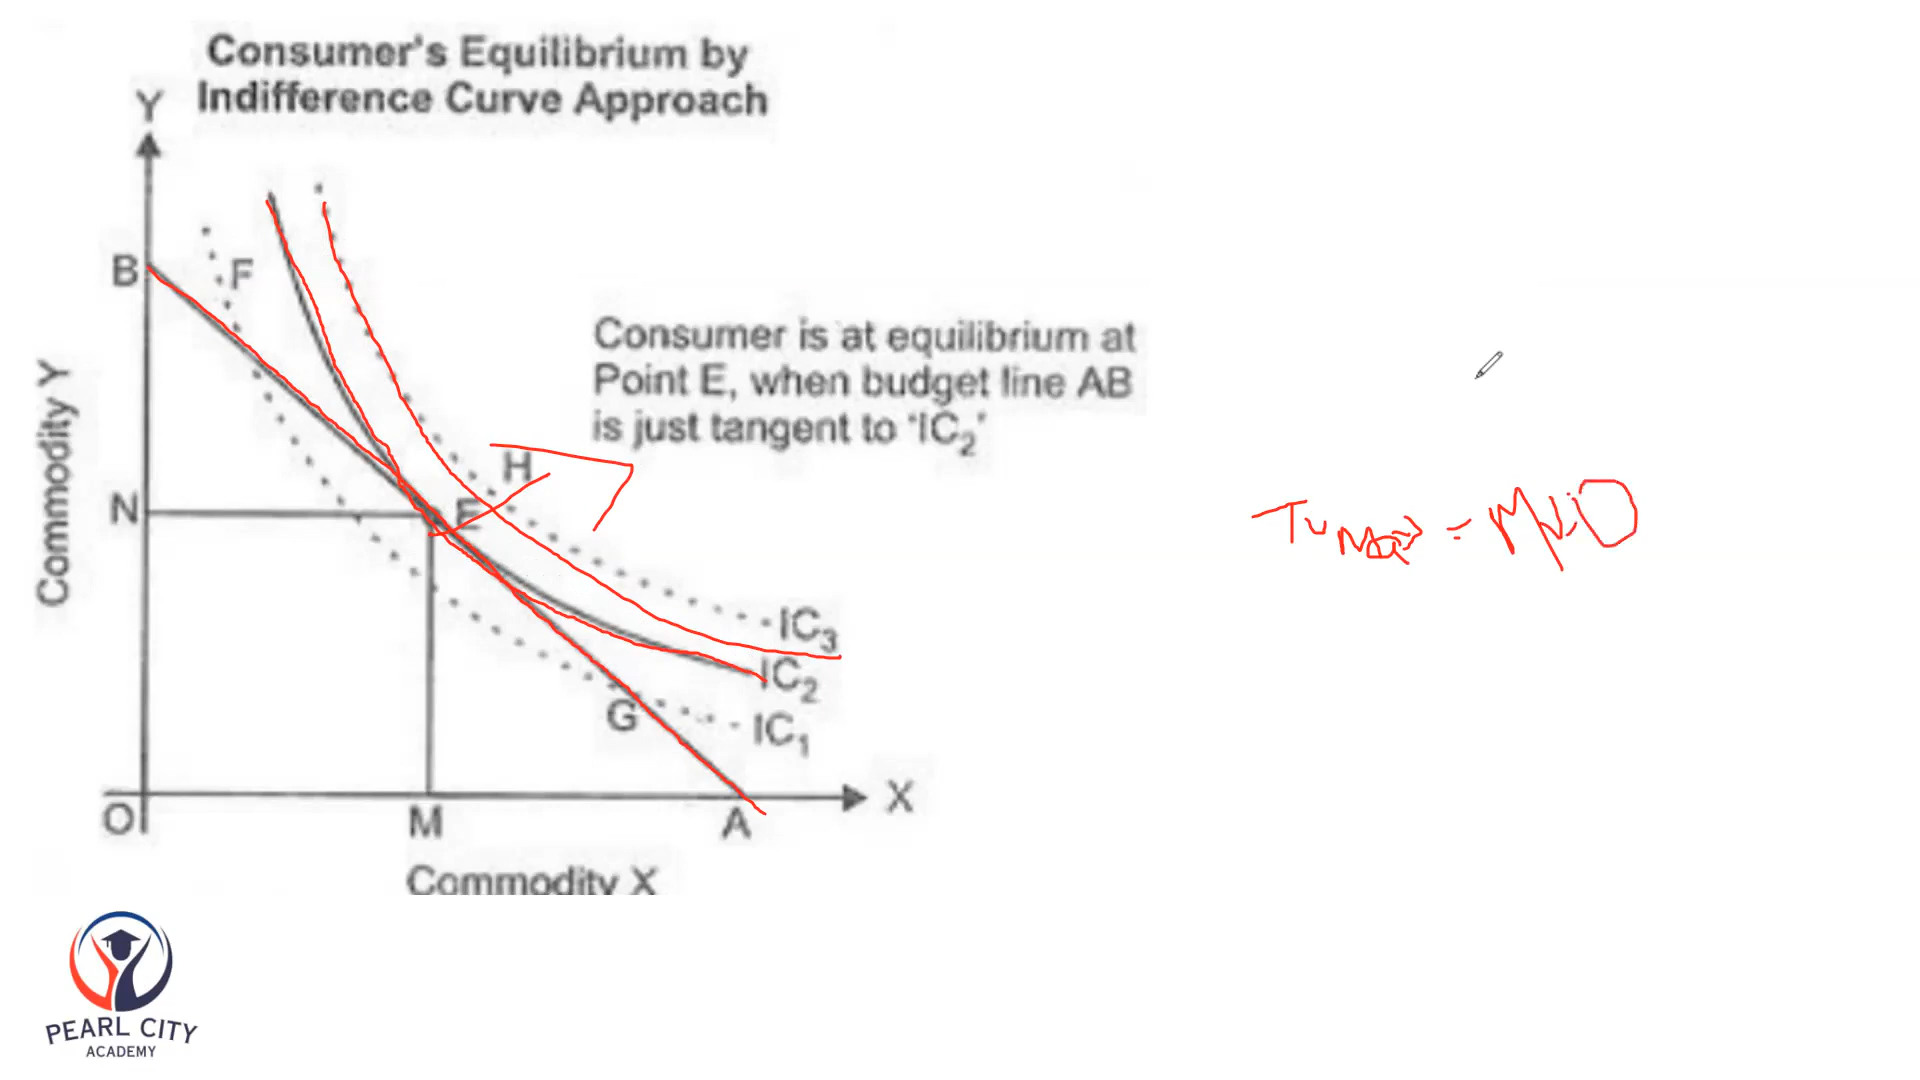 Consumer's Equilibrium by
Indifference Curve Approach
Y
B
F
Consumer is at equilibrium at
Point E, when budget line AB
is just tangent to 'IC2'
Commodity Y
H
N
E
IC3
IC2
G
IC1
O
M
A
X
Commodity X
PEARL CITY
ACADEMY